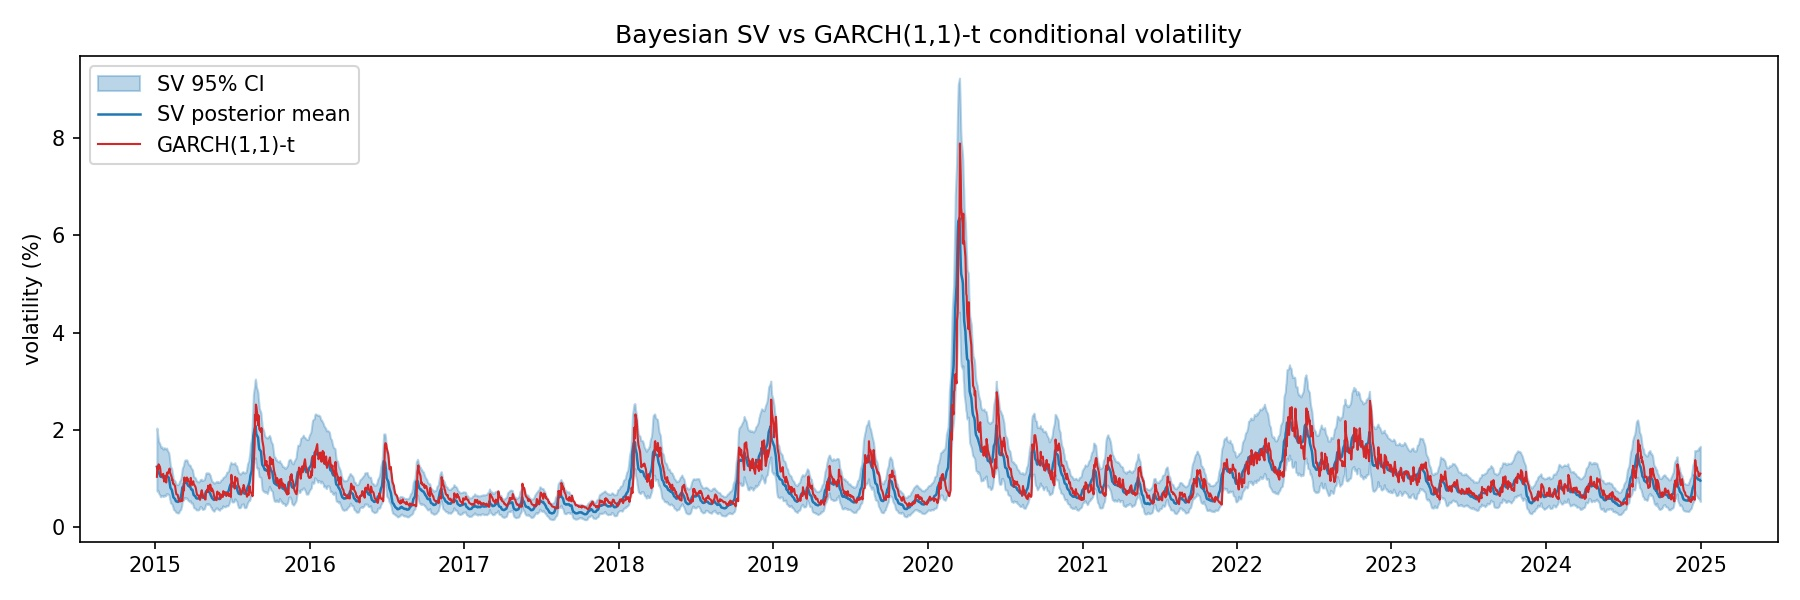 Bayesian SV vs GARCH(1,1)-t conditional volatility
SV 95% CI
SV posterior mean
GARCH(1,1)-t
volatility (%)
8
6
4
2
0
2015 2016 2017 2018 2019 2020 2021 2022 2023 2024 2025